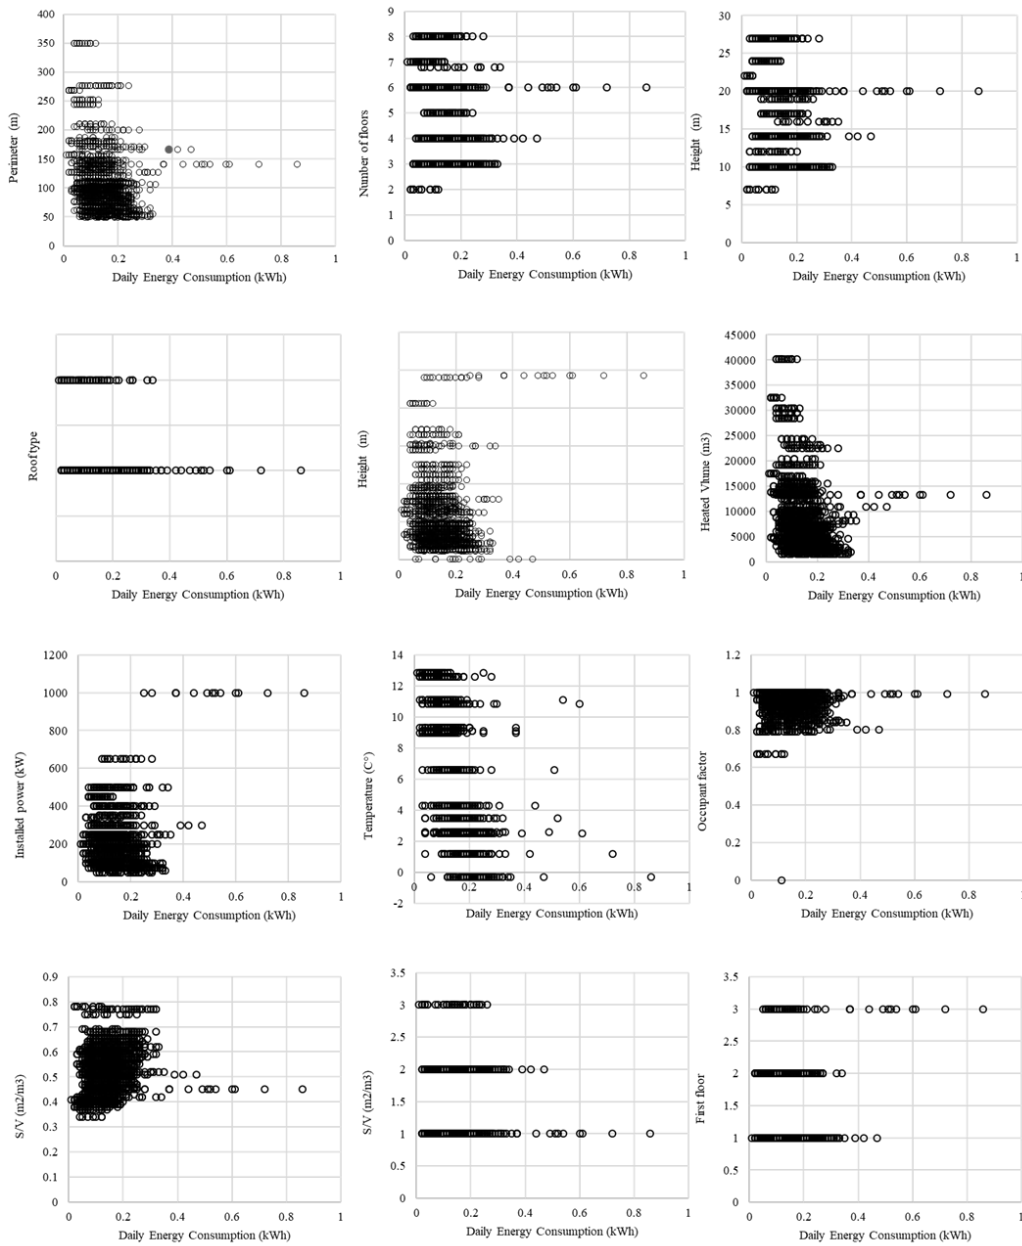 400
350
300
250
200
150
100
50
0
Perimeter (m)
0 0.2 0.4 0.6 0.8 1
Daily Energy Consumption (kWh)
9
8
7
6
5
4
3
2
1
0
Number of floors
0 0.2 0.4 0.6 0.8 1
Daily Energy Consumption (kWh)
30
25
20
15
10
5
0
Height (m)
0 0.2 0.4 0.6 0.8 1
Daily Energy Consumption (kWh)
Roof type
0 0.2 0.4 0.6 0.8 1
Daily Energy Consumption (kWh)
Height (m)
0 0.2 0.4 0.6 0.8 1
Daily Energy Consumption (kWh)
45000
40000
35000
30000
25000
20000
15000
10000
5000
0
Heated Vlume (m3)
0 0.2 0.4 0.6 0.8 1
Daily Energy Consumption (kWh)
1200
1000
800
600
400
200
0
Installed power (kW)
0 0.2 0.4 0.6 0.8 1
Daily Energy Consumption (kWh)
14
12
10
8
6
4
2
0
-2
Temperature (C°)
0 0.2 0.4 0.6 0.8 1
Daily Energy Consumption (kWh)
1.2
1
0.8
0.6
0.4
0.2
0
Occupant factor
0 0.2 0.4 0.6 0.8 1
Daily Energy Consumption (kWh)
0.9
0.8
0.7
0.6
0.5
0.4
0.3
0.2
0.1
0
S/V (m2/m3)
0 0.2 0.4 0.6 0.8 1
Daily Energy Consumption (kWh)
3.5
3
2.5
2
1.5
1
0.5
0
S/V (m2/m3)
0 0.2 0.4 0.6 0.8 1
Daily Energy Consumption (kWh)
3.5
3
2.5
2
1.5
1
0.5
0
First floor
0 0.2 0.4 0.6 0.8 1
Daily Energy Consumption (kWh)